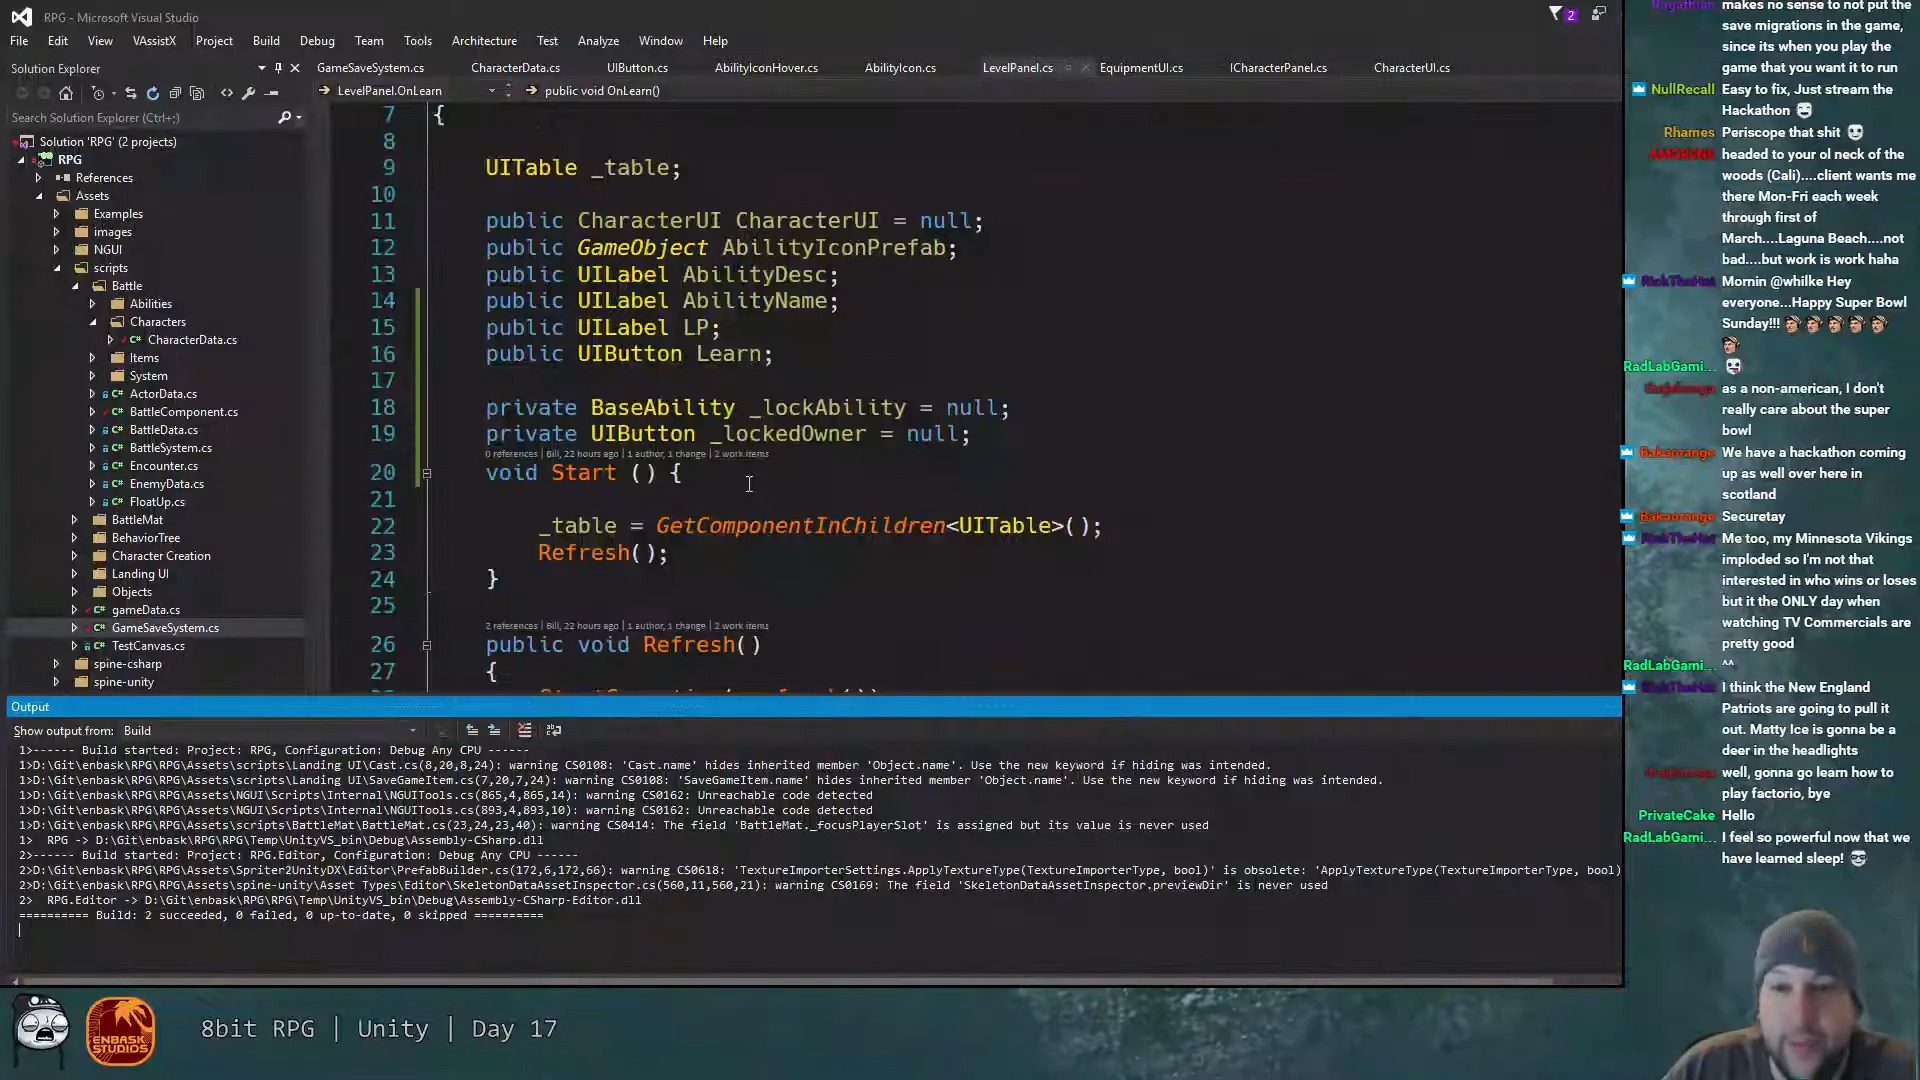 RPG - Microsoft Visual Studio
2
File Edit View VAssistX Project Build Debug Team Tools Architecture Test Analyze Window Help
Solution Explorer
GameSaveSystem.cs CharacterData.cs UIButton.cs AbilityIconHover.cs AbilityIcon.cs LevelPanel.cs EquipmentUI.cs ICharacterPanel.cs CharacterUI.cs
LevelPanel.OnLearn public void OnLearn()
Search Solution Explorer (Ctrl+;)
Solution 'RPG' (2 projects)
RPG
References
Assets
Examples
images
NGUI
scripts
Battle
Abilities
Characters
CharacterData.cs
Items
System
ActorData.cs
BattleComponent.cs
BattleData.cs
BattleSystem.cs
Encounter.cs
EnemyData.cs
FloatUp.cs
BattleMat
BehaviorTree
Character Creation
Landing UI
Objects
gameData.cs
GameSaveSystem.cs
TestCanvas.cs
spine-csharp
spine-unity
7 {
8
9 UITable _table;
10
11 public CharacterUI CharacterUI = null;
12 public GameObject AbilityIconPrefab;
13 public UILabel AbilityDesc;
14 public UILabel AbilityName;
15 public UILabel LP;
16 public UIButton Learn;
17
18 private BaseAbility _lockAbility = null;
19 private UIButton _lockedOwner = null;
0 references | Bill, 22 hours ago | 1 author, 1 change | 2 work items
20 void Start () {
21
22 _table = GetComponentInChildren<UITable>();
23 Refresh();
24 }
25
2 references | Bill, 22 hours ago | 1 author, 1 change | 2 work items
26 public void Refresh()
27 {
Output
Show output from: Build
1>------ Build started: Project: RPG, Configuration: Debug Any CPU ------
1>D:\Git\enbask\RPG\RPG\Assets\scripts\Landing UI\Cast.cs(8,20,8,24): warning CS0108: 'Cast.name' hides inherited member 'Object.name'. Use the new keyword if hiding was intended.
1>D:\Git\enbask\RPG\RPG\Assets\scripts\Landing UI\SaveGameItem.cs(7,20,7,24): warning CS0108: 'SaveGameItem.name' hides inherited member 'Object.name'. Use the new keyword if hiding was intended.
1>D:\Git\enbask\RPG\RPG\Assets\NGUI\Scripts\Internal\NGUITools.cs(865,4,865,14): warning CS0162: Unreachable code detected
1>D:\Git\enbask\RPG\RPG\Assets\NGUI\Scripts\Internal\NGUITools.cs(893,4,893,10): warning CS0162: Unreachable code detected
1>D:\Git\enbask\RPG\RPG\Assets\scripts\BattleMat\BattleMat.cs(23,24,23,40): warning CS0414: The field 'BattleMat._focusPlayerSlot' is assigned but its value is never used
1> RPG -> D:\Git\enbask\RPG\RPG\Temp\UnityVS_bin\Debug\Assembly-CSharp.dll
2>------ Build started: Project: RPG.Editor, Configuration: Debug Any CPU ------
2>D:\Git\enbask\RPG\RPG\Assets\Spriter2UnityDX\Editor\PrefabBuilder.cs(172,6,172,66): warning CS0618: 'TextureImporterSettings.ApplyTextureType(TextureImporterType, bool)' is obsolete: 'ApplyTextureType(TextureImporterType, bool)
2>D:\Git\enbask\RPG\RPG\Assets\spine-unity\Asset Types\Editor\SkeletonDataAssetInspector.cs(560,11,560,21): warning CS0169: The field 'SkeletonDataAssetInspector.previewDir' is never used
2> RPG.Editor -> D:\Git\enbask\RPG\RPG\Temp\UnityVS_bin\Debug\Assembly-CSharp-Editor.dll
========== Build: 2 succeeded, 0 failed, 0 up-to-date, 0 skipped ==========
makes no sense to not put the
save migrations in the game,
since its when you play the
game that you want it to run
NullRecall Easy to fix, Just stream the
Hackathon
Rhames Periscope that shit
headed to your ol neck of the
woods (Cali)....client wants me
there Mon-Fri each week
through first of
March....Laguna Beach....not
bad....but work is work haha
RickTheHat Mornin @whilke Hey
everyone...Happy Super Bowl
Sunday!!!
RadLabGami...
as a non-american, I don't
really care about the super
bowl
Bakaorange We have a hackathon coming
up as well over here in
scotland
Bakaorange Securetay
RickTheHat Me too, my Minnesota Vikings
imploded so I'm not that
interested in who wins or loses
but it the ONLY day when
watching TV Commercials are
pretty good
RadLabGami... ^^
RickTheHat I think the New England
Patriots are going to pull it
out. Matty Ice is gonna be a
deer in the headlights
well, gonna go learn how to
play factorio, bye
PrivateCake Hello
RadLabGami... I feel so powerful now that we
have learned sleep!
ENBASK
STUDIOS
8bit RPG | Unity | Day 17